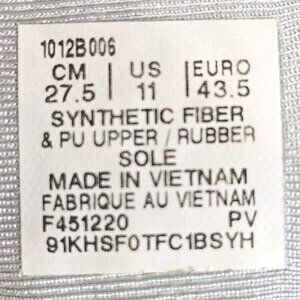 1012B006
CM | US | EURO
27.5 | 11 | 43.5
SYNTHETIC FIBER
& PU UPPER / RUBBER
SOLE
MADE IN VIETNAM
FABRIQUE AU VIETNAM
F451220 PV
91KHSF0TFC1BSYH